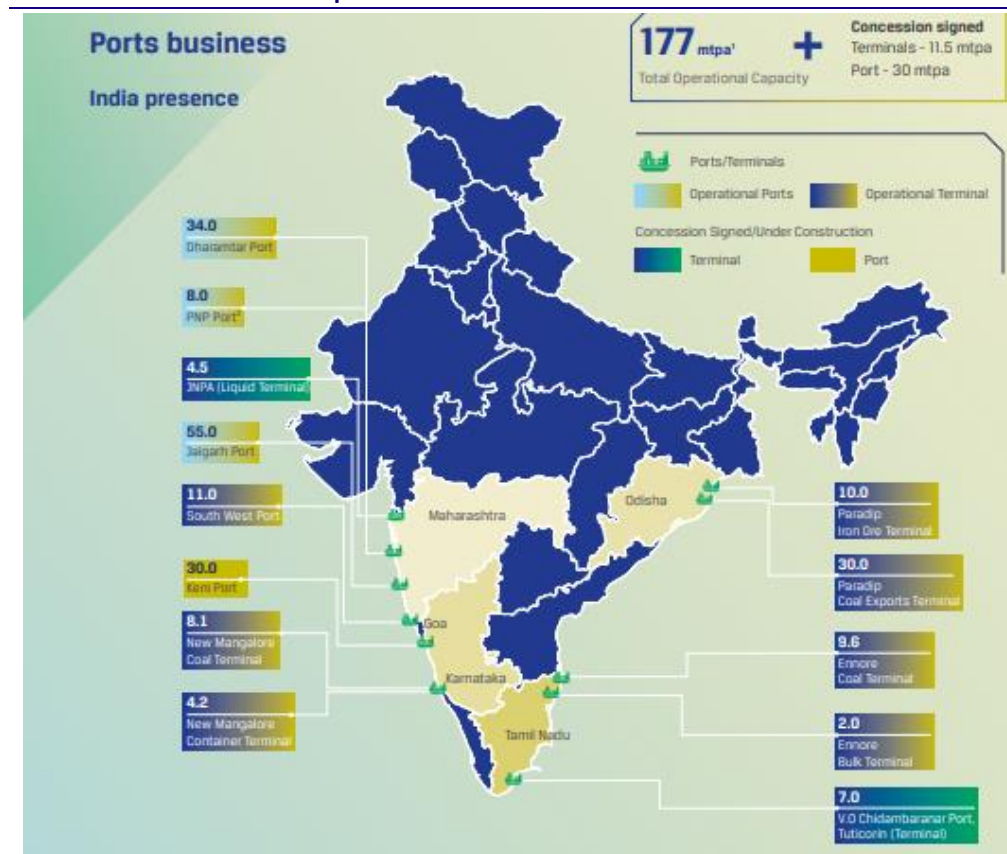 Ports business
India presence
177 mtpa¹
Total Operational Capacity
+
Concession signed
Terminals - 11.5 mtpa
Port - 30 mtpa
Ports/Terminals
Operational Ports
Operational Terminal
Concession Signed/Under Construction
Terminal
Port
34.0
Dharamtar Port
8.0
PNP Port²
4.5
JNPA (Liquid Terminal)
55.0
Jaigarh Port
11.0
South West Port
30.0
Keni Port
8.1
New Mangalore
Coal Terminal
4.2
New Mangalore
Container Terminal
Maharashtra
Odisha
Goa
Karnataka
Tamil Nadu
10.0
Paradip
Iron Ore Terminal
30.0
Paradip
Coal Exports Terminal
9.6
Ennore
Coal Terminal
2.0
Ennore
Bulk Terminal
7.0
V.O Chidambaranar Port,
Tuticorin (Terminal)